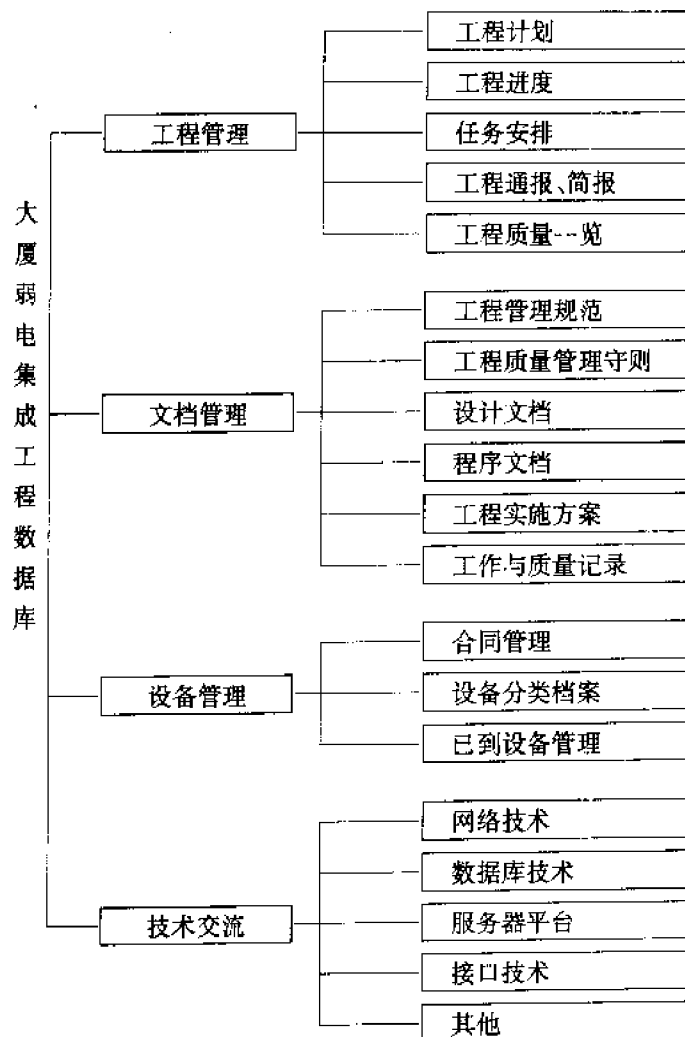 大厦弱电集成工程数据库
工程管理
工程计划
工程进度
任务安排
工程通报、简报
工程质量一览
文档管理
工程管理规范
工程质量管理守则
设计文档
程序文档
工程实施方案
工作与质量记录
设备管理
合同管理
设备分类档案
已到设备管理
技术交流
网络技术
数据库技术
服务器平台
接口技术
其他